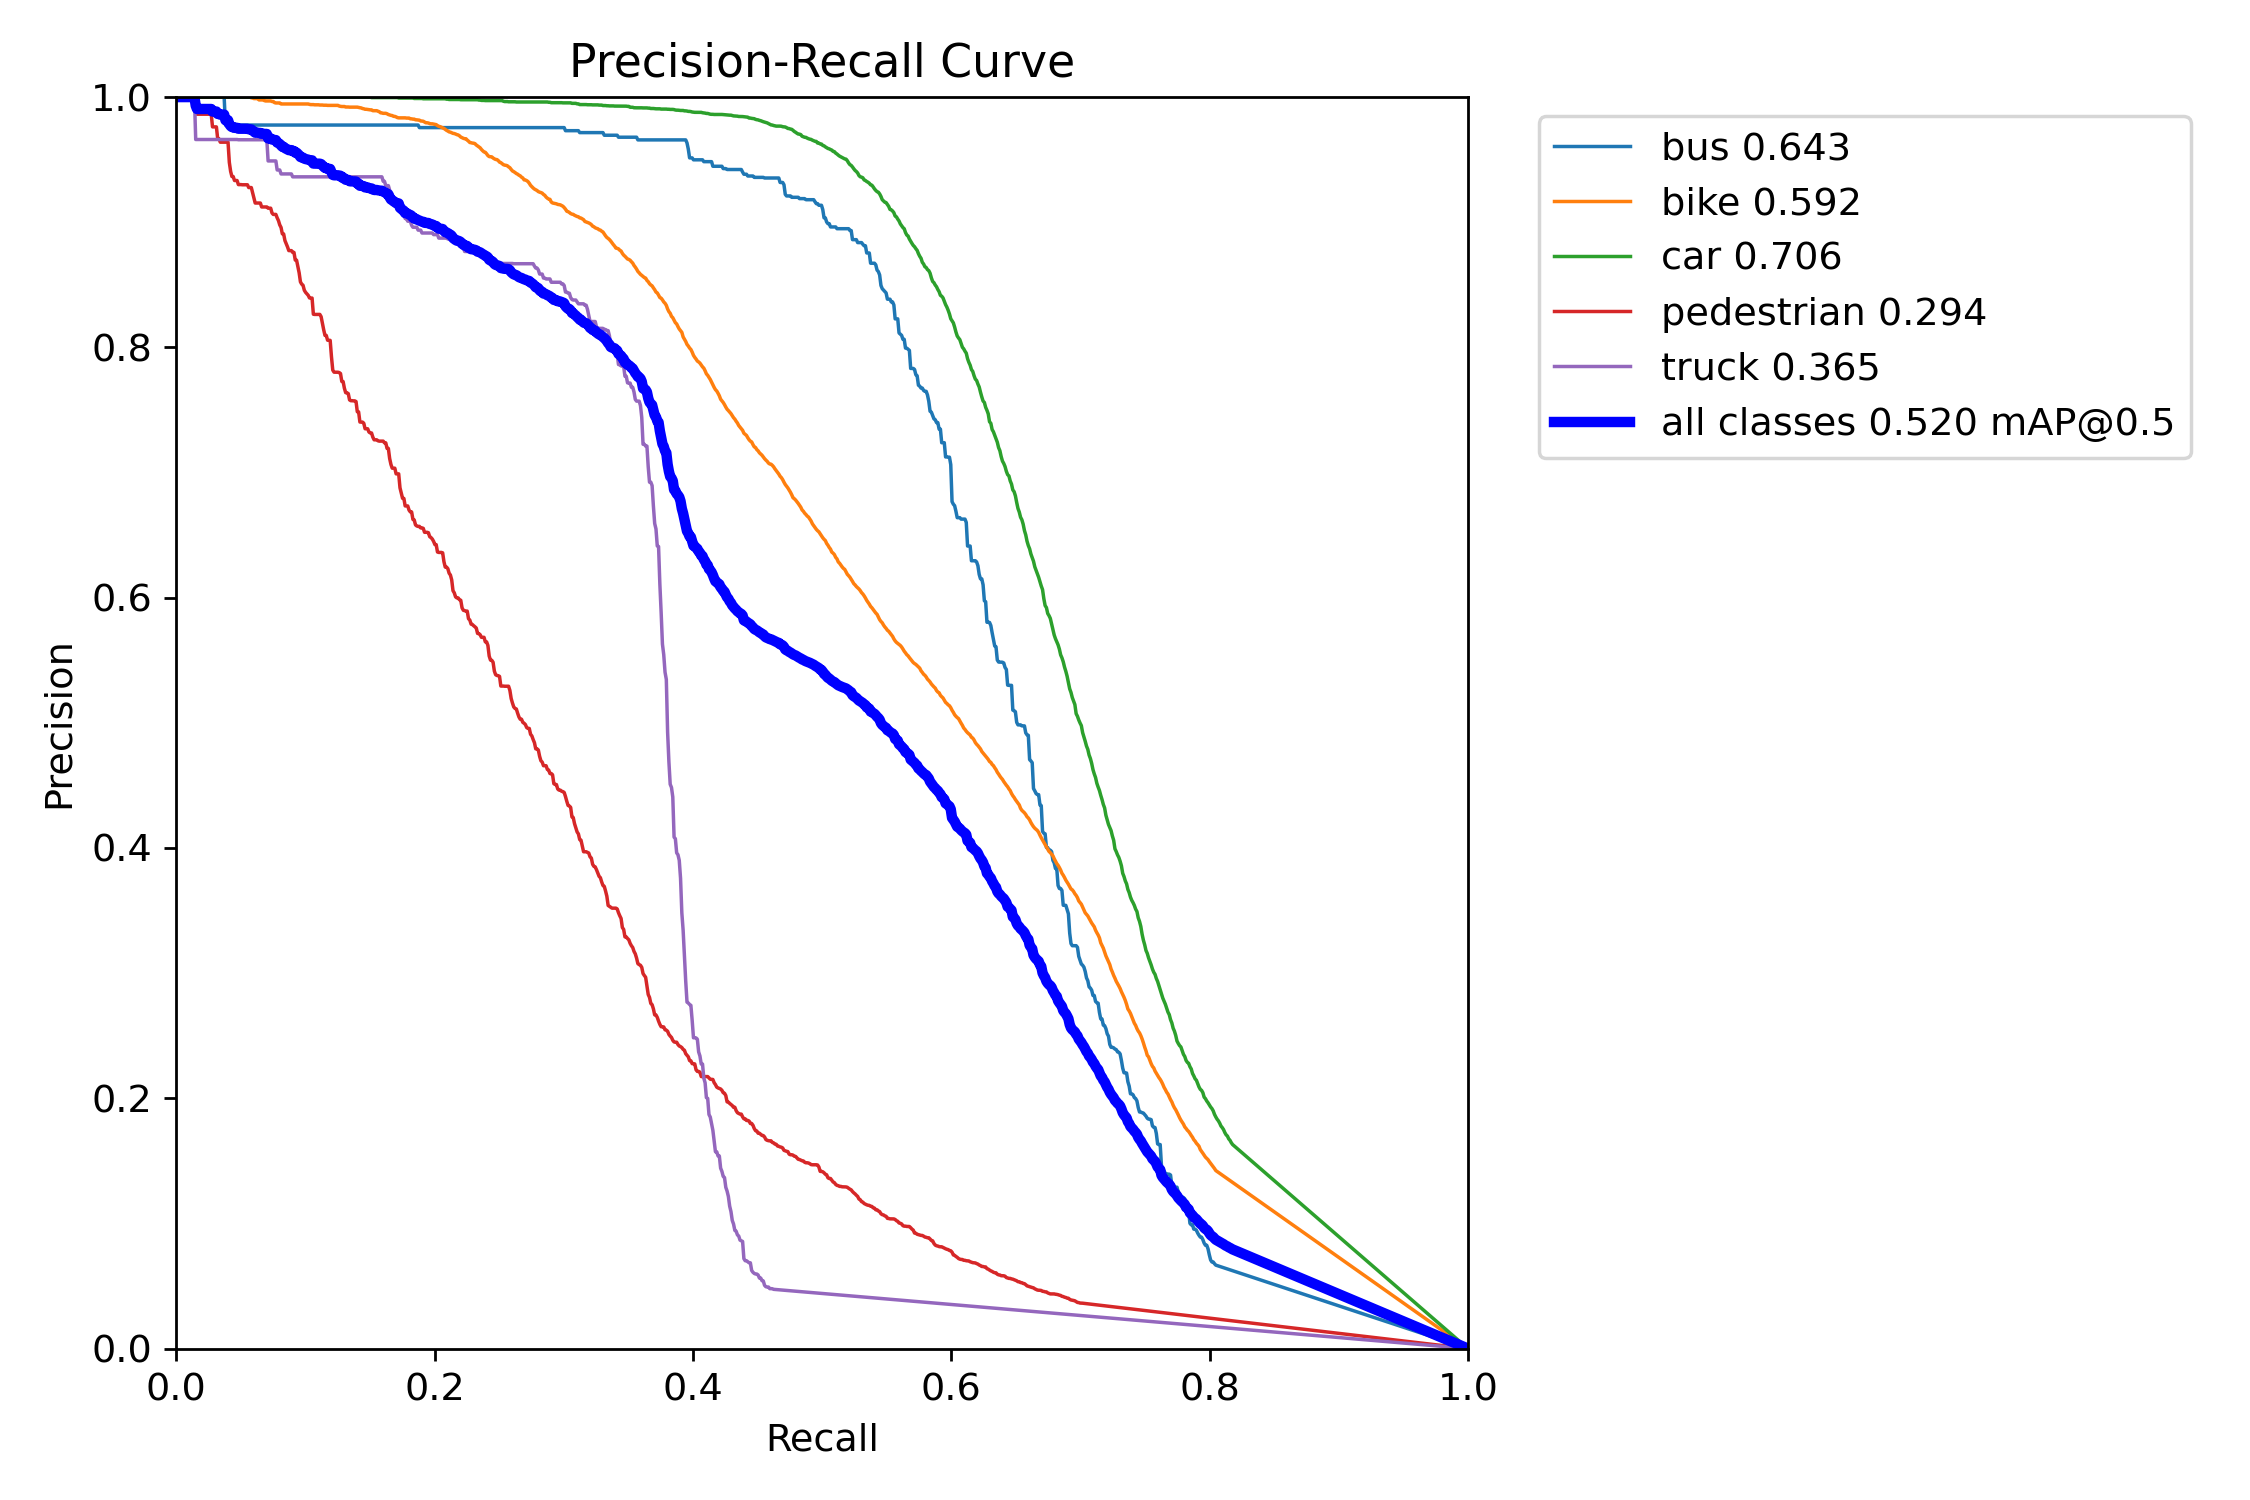 Precision-Recall Curve
1.0
0.8
0.6
0.4
0.2
0.0
Precision
0.0 0.2 0.4 0.6 0.8 1.0
Recall
bus 0.643
bike 0.592
car 0.706
pedestrian 0.294
truck 0.365
all classes 0.520 mAP@0.5